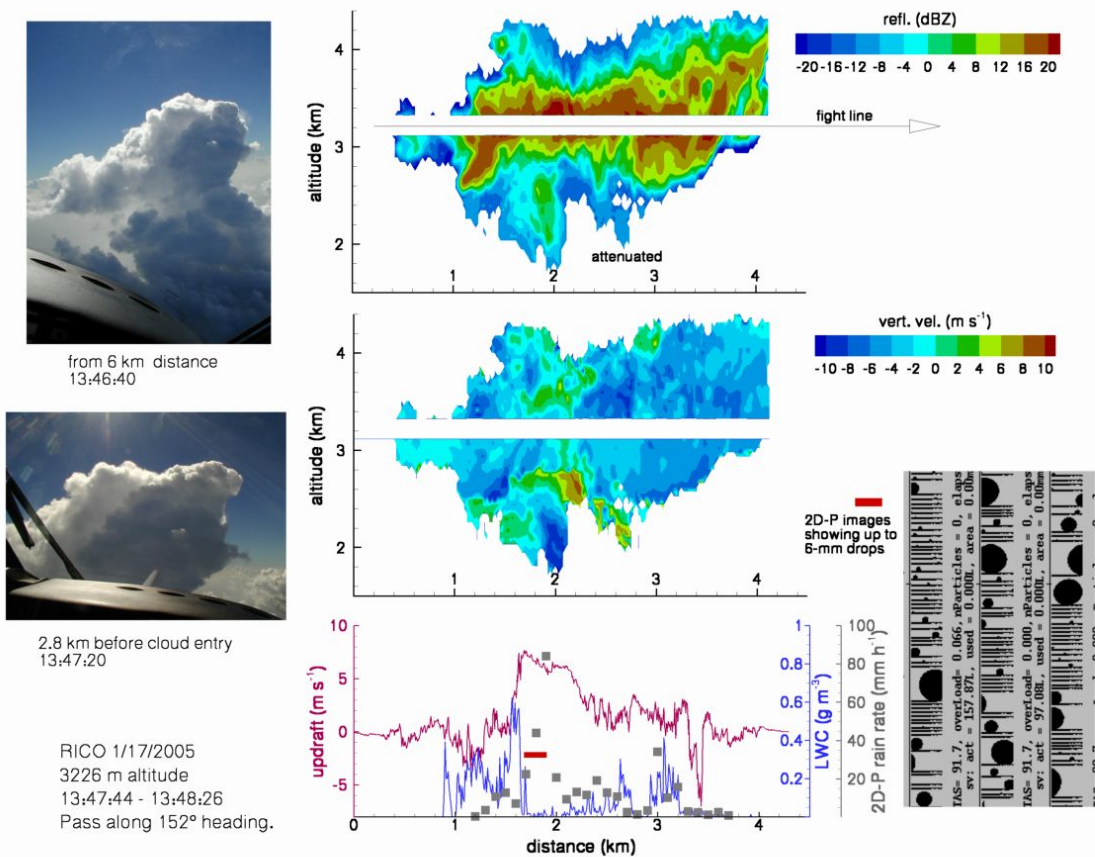 refl. (dBZ)
-20 -16 -12 -8 -4 0 4 8 12 16 20
altitude (km)
4
3
2
fight line
attenuated
1 2 3 4
from 6 km distance
13:46:40
vert. vel. (m s-1)
-10 -8 -6 -4 -2 0 2 4 6 8 10
altitude (km)
4
3
2
1 2 3 4
2.8 km before cloud entry
13:47:20
2D-P images
showing up to
6-mm drops
TAS= 91.7, overLoad= 0.066, nParticles = 0, elaps
sv: act = 157.87L, used = 0.000L, area = 0.00m
TAS= 91.7, overLoad= 0.000, nParticles = 0, elaps
sv: act = 97.08L, used = 0.000L, area = 0.00mm
RICO 1/17/2005
3226 m altitude
13:47:44 - 13:48:26
Pass along 152° heading.
updraft (m s-1)
10
5
0
-5
LWC (g m-3)
1
0.8
0.6
0.4
0.2
2D-P rain rate (mm h-1)
100
80
60
40
20
0
0 1 2 3 4
distance (km)